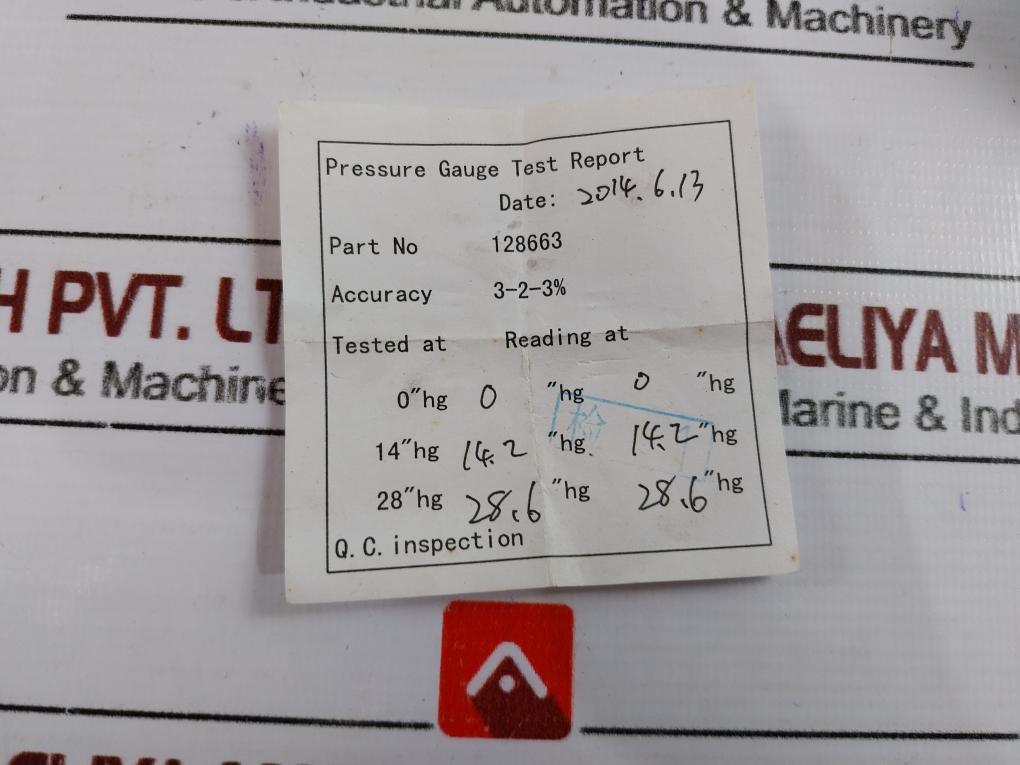 Automation & Machinery
Pressure Gauge Test Report
Date: 2014.6.13
Part No 128663
H PVT. LT
AELIYA M
Accuracy 3-2-3%
Tested at Reading at
on & Machine
Marine & Ind
0"hg 0 "hg 0 "hg
检
14"hg 14.2 "hg. 14.2 "hg
28"hg 28.6 "hg 28.6 "hg
Q.C.inspection